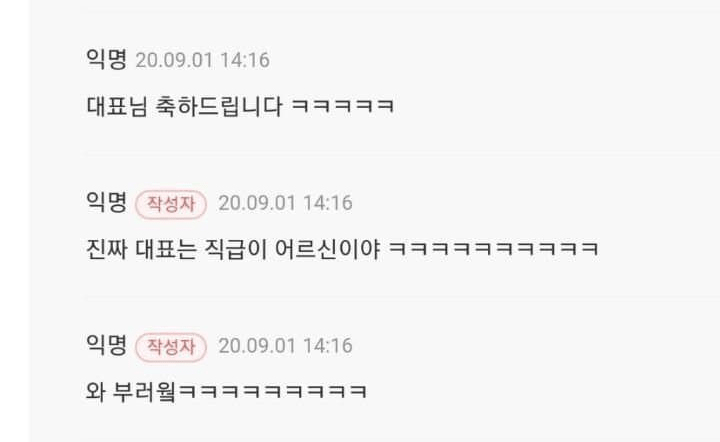 익명 20.09.01 14:16
대표님 축하드립니다 ㅋㅋㅋㅋㅋ
익명 작성자 20.09.01 14:16
진짜 대표는 직급이 어르신이야 ㅋㅋㅋㅋㅋㅋㅋㅋㅋㅋ
익명 작성자 20.09.01 14:16
와 부러웤ㅋㅋㅋㅋㅋㅋㅋㅋㅋ